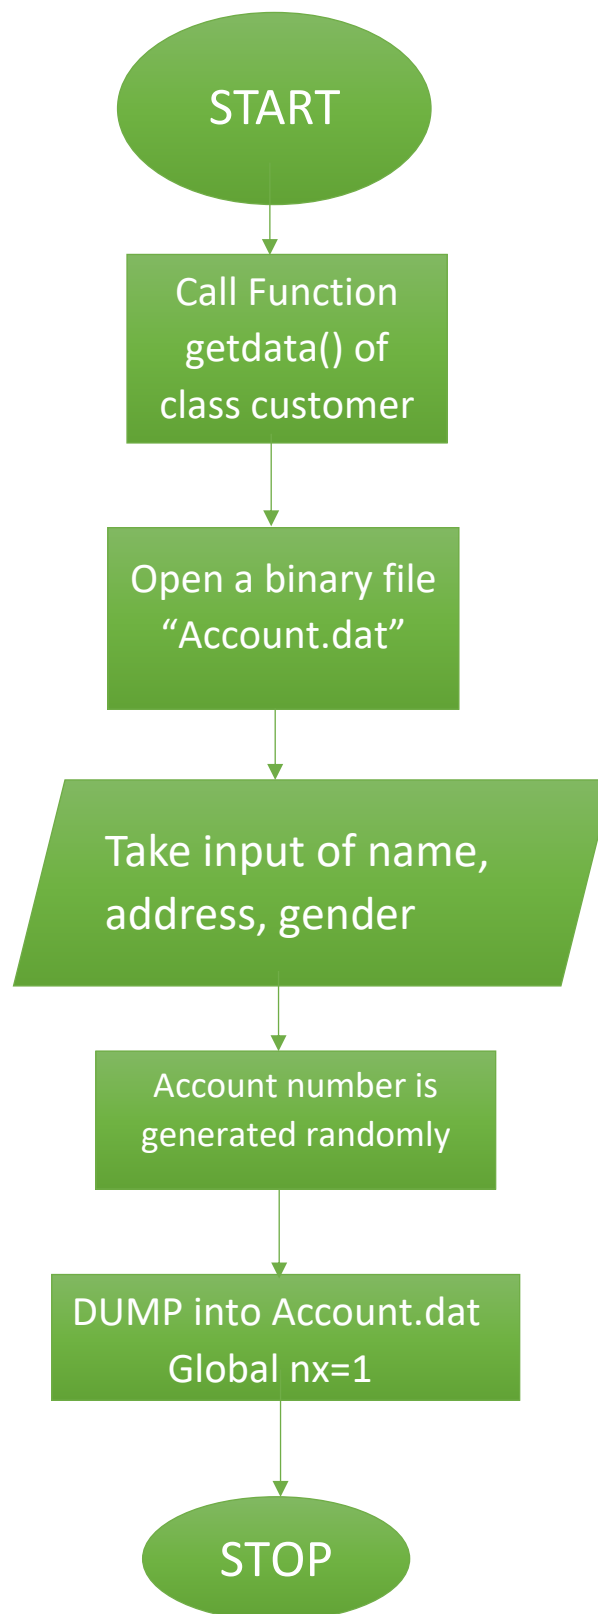 START
Call Function
getdata() of
class customer
Open a binary file
“Account.dat”
Take input of name,
address, gender
Account number is
generated randomly
DUMP into Account.dat
Global nx=1
STOP